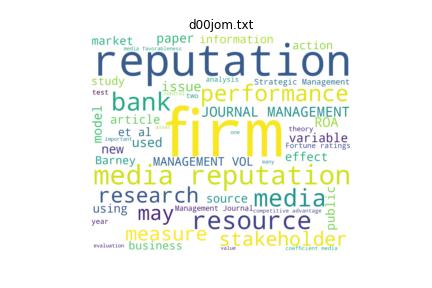 d00jom.txt
market
media favorableness
paper
information
action
reputation
study
analysis
Strategic Management
test
control
two
issue
performance
bank
JOURNAL MANAGEMENT
model
article
firm
ROA
important
et al
variable
new
used
asset
one
theory
Fortune ratings
Barney
MANAGEMENT VOL
many
effect
media reputation
research
source
media
public
using
may
Management Journal
competitive advantage
year
resource
measure
stakeholder
evaluation
business
value
coefficient media